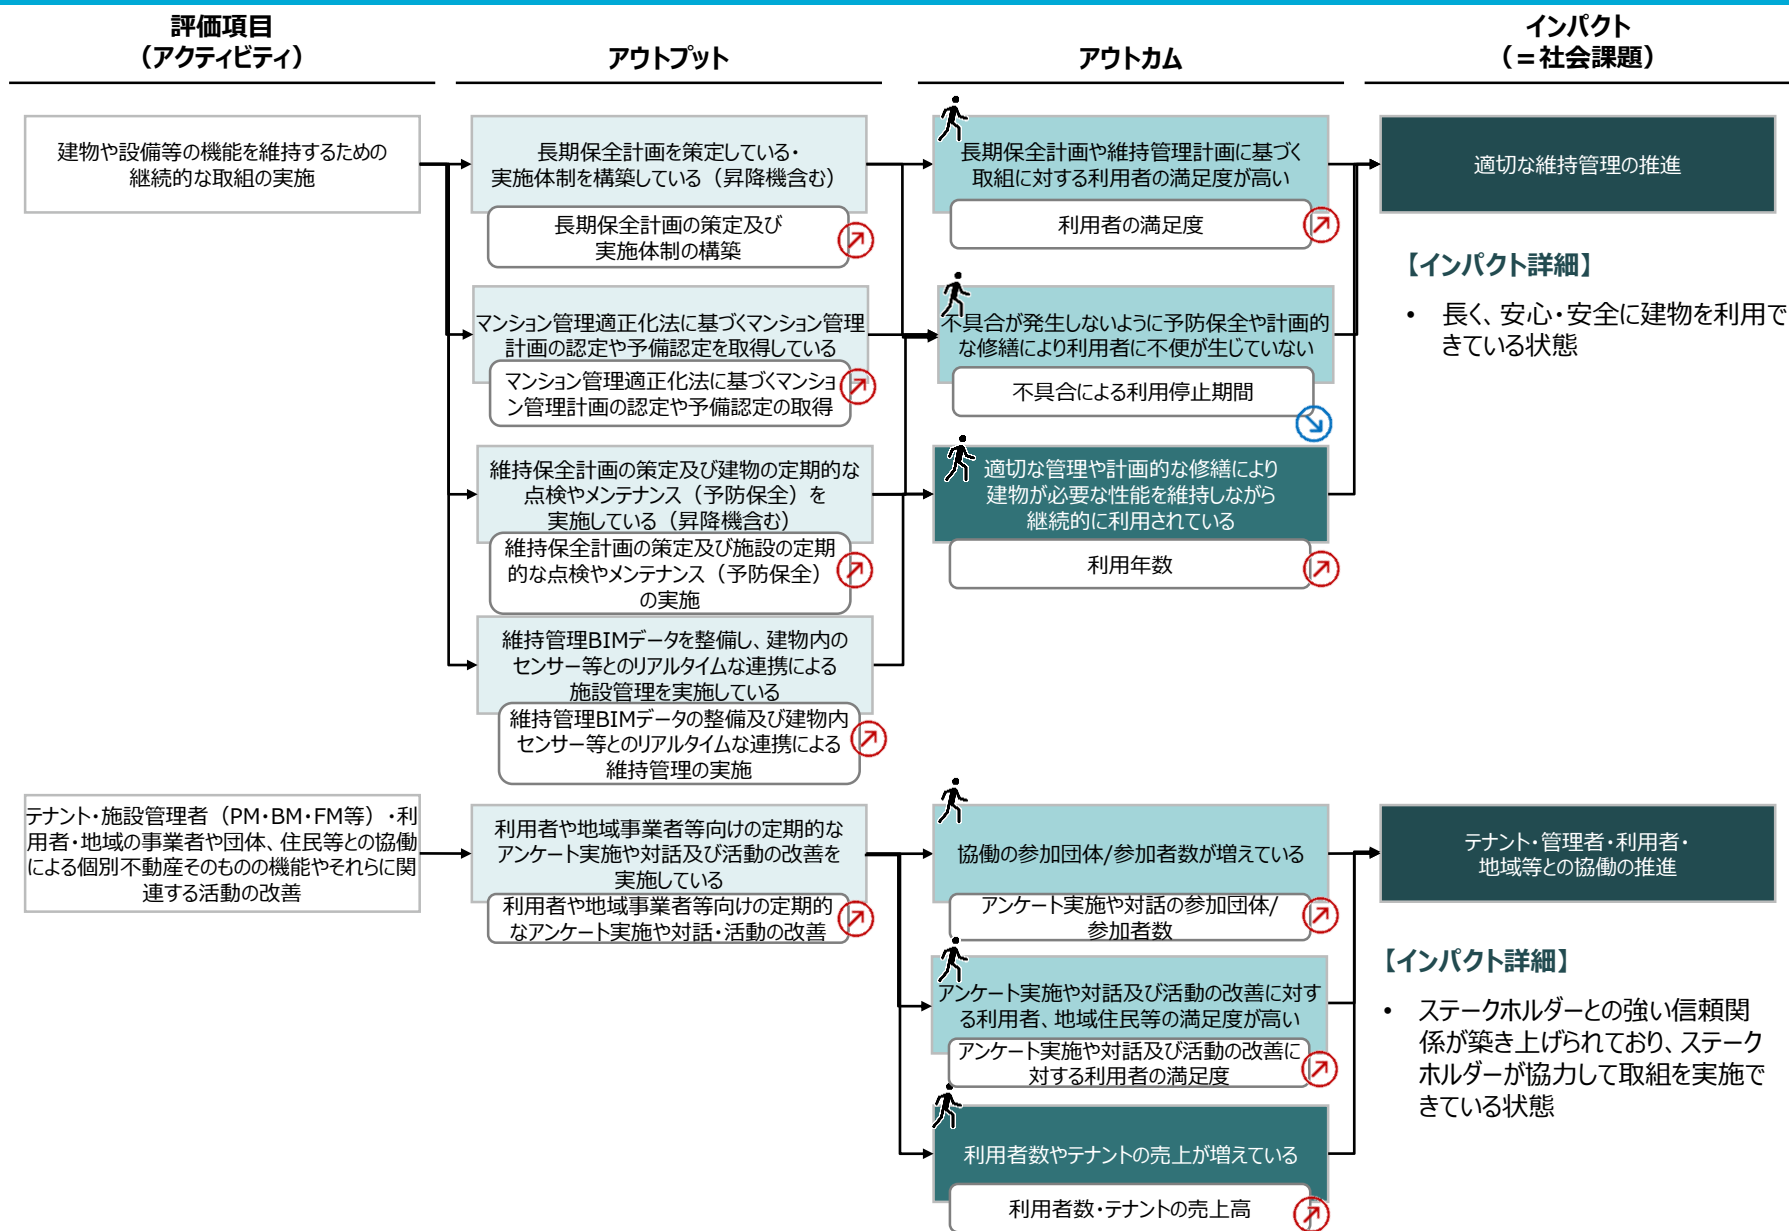 評価項目
（アクティビティ）
アウトプット
アウトカム
インパクト
（＝社会課題）
建物や設備等の機能を維持するための
継続的な取組の実施
長期保全計画を策定している・
実施体制を構築している（昇降機含む）
長期保全計画の策定及び
実施体制の構築
マンション管理適正化法に基づくマンション管理
計画の認定や予備認定を取得している
マンション管理適正化法に基づくマンショ
ン管理計画の認定や予備認定の取得
維持保全計画の策定及び建物の定期的な
点検やメンテナンス（予防保全）を
実施している（昇降機含む）
維持保全計画の策定及び施設の定期
的な点検やメンテナンス（予防保全）
の実施
維持管理BIMデータを整備し、建物内の
センサー等とのリアルタイムな連携による
施設管理を実施している
維持管理BIMデータの整備及び建物内
センサー等とのリアルタイムな連携による
維持管理の実施
長期保全計画や維持管理計画に基づく
取組に対する利用者の満足度が高い
利用者の満足度
不具合が発生しないように予防保全や計画的
な修繕により利用者に不便が生じていない
不具合による利用停止期間
適切な管理や計画的な修繕により
建物が必要な性能を維持しながら
継続的に利用されている
利用年数
適切な維持管理の推進
【インパクト詳細】
• 長く、安心・安全に建物を利用で
きている状態
テナント・施設管理者（PM・BM・FM等）・利
用者・地域の事業者や団体、住民等との協働
による個別不動産そのものの機能やそれらに関
連する活動の改善
利用者や地域事業者等向けの定期的な
アンケート実施や対話及び活動の改善を
実施している
利用者や地域事業者等向けの定期的
なアンケート実施や対話・活動の改善
協働の参加団体/参加者数が増えている
アンケート実施や対話の参加団体/
参加者数
アンケート実施や対話及び活動の改善に対す
る利用者、地域住民等の満足度が高い
アンケート実施や対話及び活動の改善に
対する利用者の満足度
利用者数やテナントの売上が増えている
利用者数・テナントの売上高
テナント・管理者・利用者・
地域等との協働の推進
【インパクト詳細】
• ステークホルダーとの強い信頼関
係が築き上げられており、ステーク
ホルダーが協力して取組を実施で
きている状態